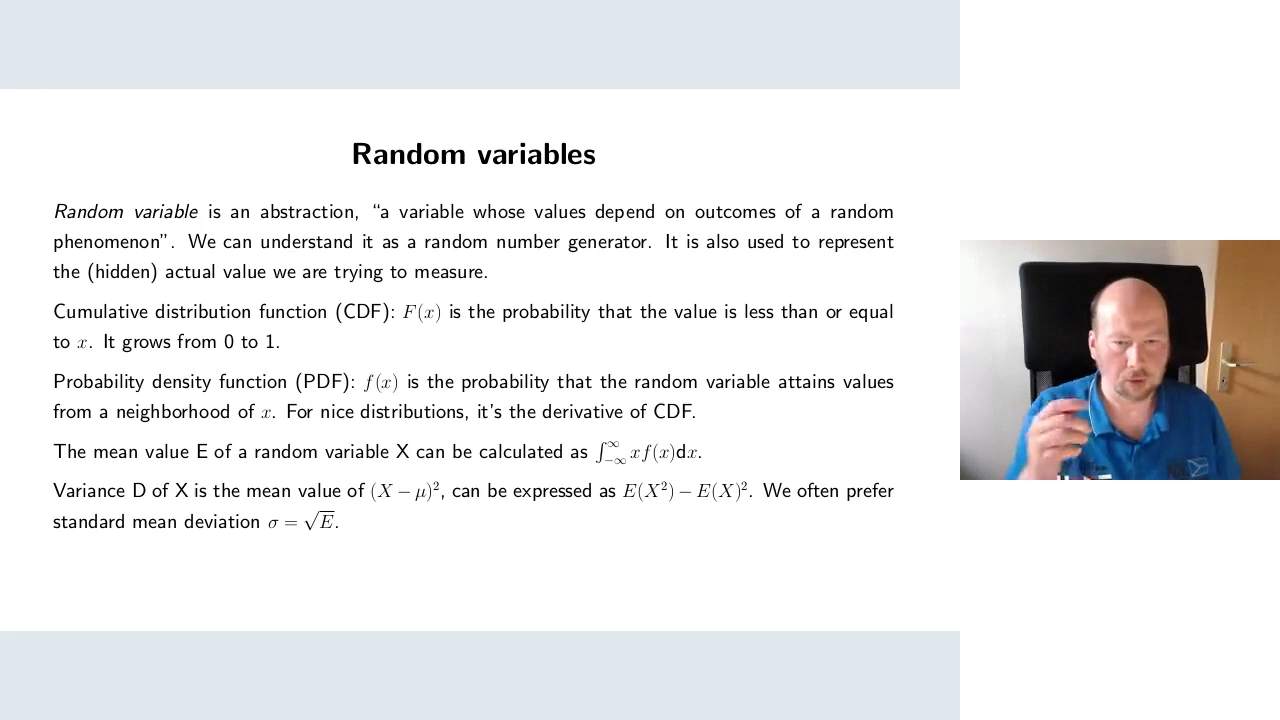 Random variables
Random variable is an abstraction, “a variable whose values depend on outcomes of a random
phenomenon”. We can understand it as a random number generator. It is also used to represent
the (hidden) actual value we are trying to measure.
Cumulative distribution function (CDF): F(x) is the probability that the value is less than or equal
to x. It grows from 0 to 1.
Probability density function (PDF): f(x) is the probability that the random variable attains values
from a neighborhood of x. For nice distributions, it's the derivative of CDF.
The mean value E of a random variable X can be calculated as ∫_{-∞}^{∞} xf(x)dx.
Variance D of X is the mean value of (X − μ)², can be expressed as E(X²) − E(X)². We often prefer
standard mean deviation σ = √E.